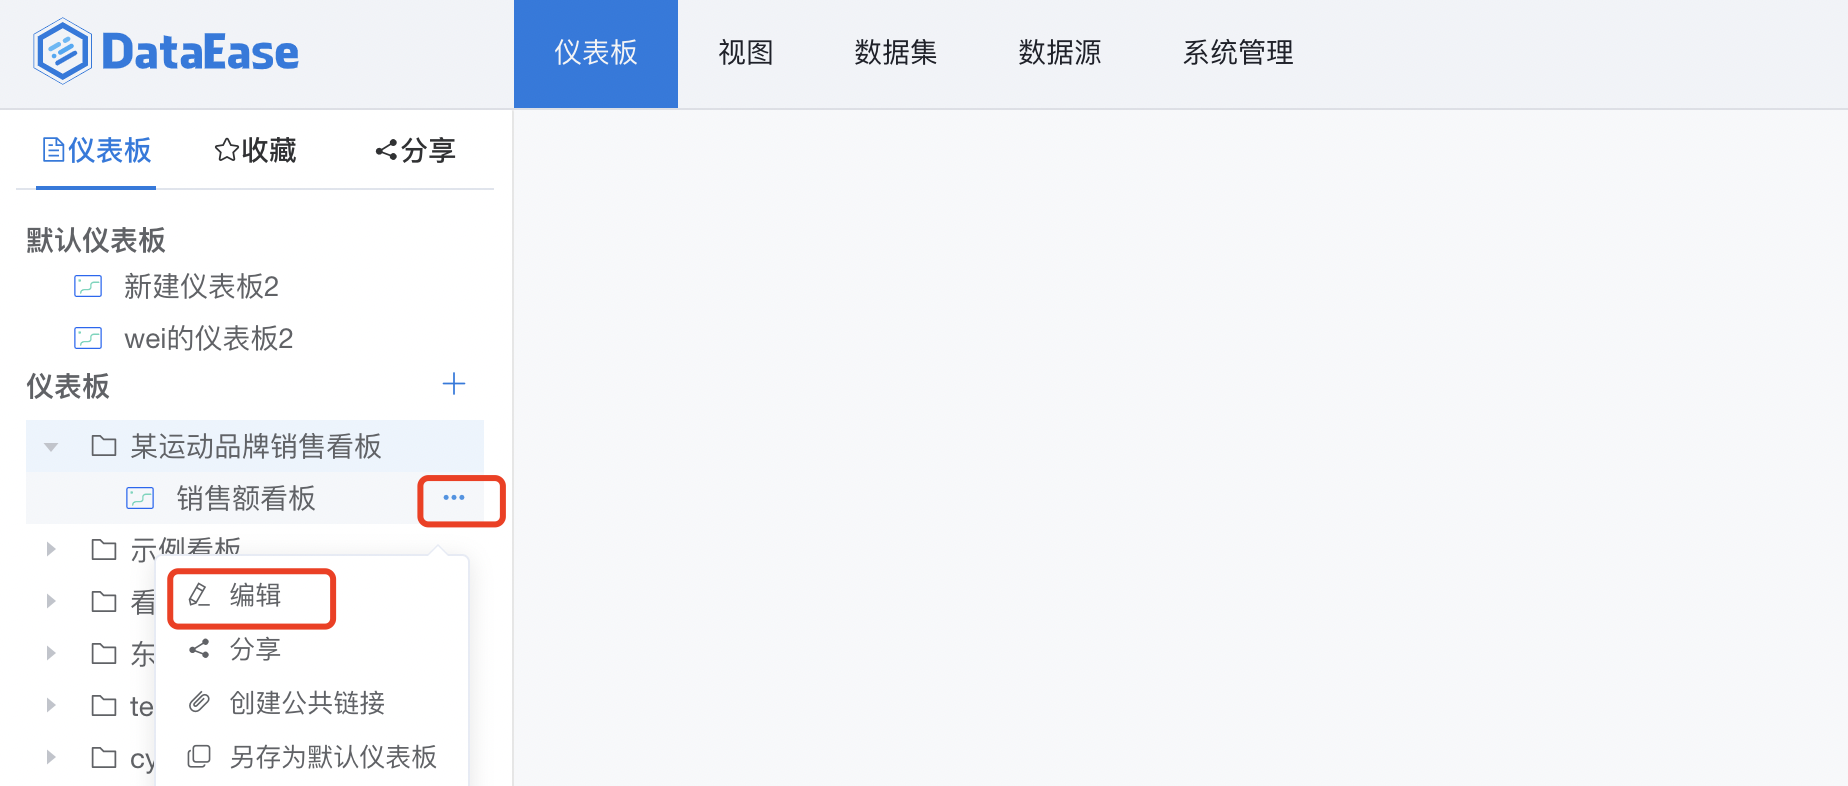 DataEase
仪表板 视图 数据集 数据源 系统管理
仪表板 收藏 分享
默认仪表板
新建仪表板2
wei的仪表板2
仪表板
某运动品牌销售看板
销售额看板
示例看板
编辑
看
分享
东
创建公共链接
te
另存为默认仪表板
cy